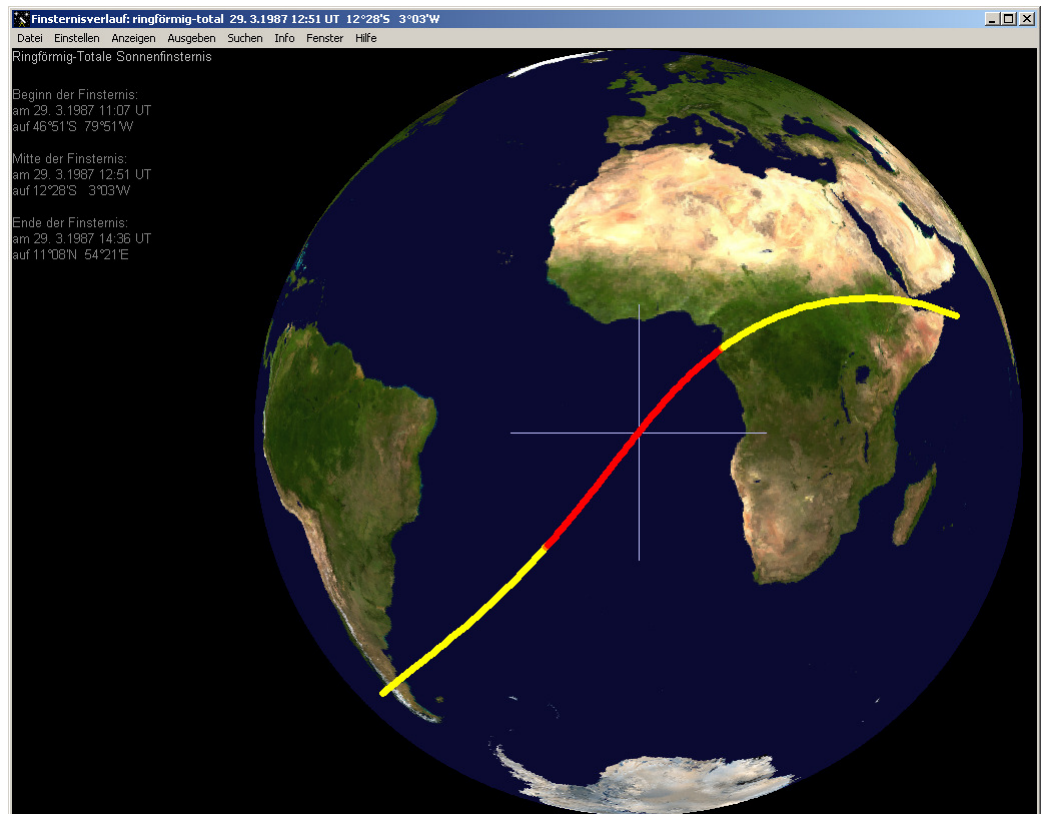 Finsternisverlauf: ringförmig-total 29. 3.1987 12:51 UT 12°28'S 3°03'W
Datei Einstellen Anzeigen Ausgeben Suchen Info Fenster Hilfe
Ringförmig-Totale Sonnenfinsternis
Beginn der Finsternis:
am 29. 3.1987 11:07 UT
auf 46°51'S 79°51'W
Mitte der Finsternis:
am 29. 3.1987 12:51 UT
auf 12°28'S 3°03'W
Ende der Finsternis:
am 29. 3.1987 14:36 UT
auf 11°08'N 54°21'E